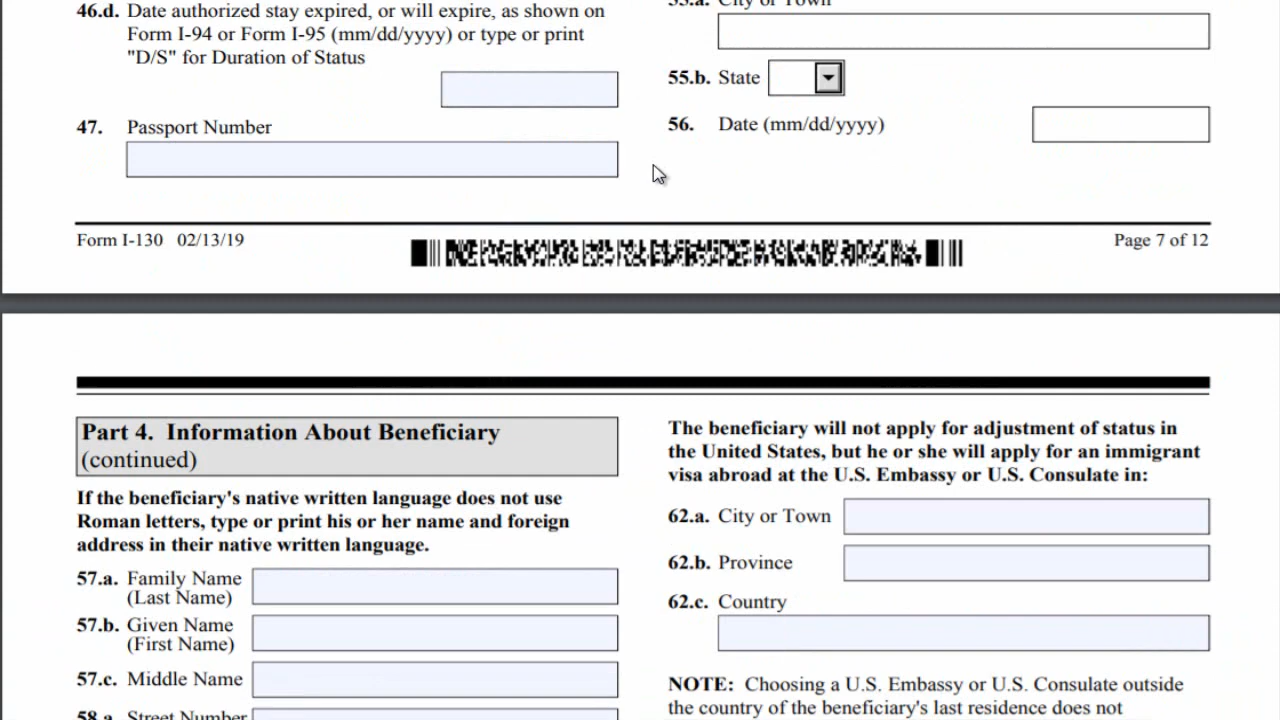 46.d. Date authorized stay expired, or will expire, as shown on
Form I-94 or Form I-95 (mm/dd/yyyy) or type or print
"D/S" for Duration of Status
47. Passport Number
55.a. City or Town
55.b. State
56. Date (mm/dd/yyyy)
Form I-130 02/13/19
Page 7 of 12
Part 4. Information About Beneficiary
(continued)
If the beneficiary's native written language does not use
Roman letters, type or print his or her name and foreign
address in their native written language.
57.a. Family Name
(Last Name)
57.b. Given Name
(First Name)
57.c. Middle Name
58.a. Street Number
The beneficiary will not apply for adjustment of status in
the United States, but he or she will apply for an immigrant
visa abroad at the U.S. Embassy or U.S. Consulate in:
62.a. City or Town
62.b. Province
62.c. Country
NOTE: Choosing a U.S. Embassy or U.S. Consulate outside
the country of the beneficiary's last residence does not